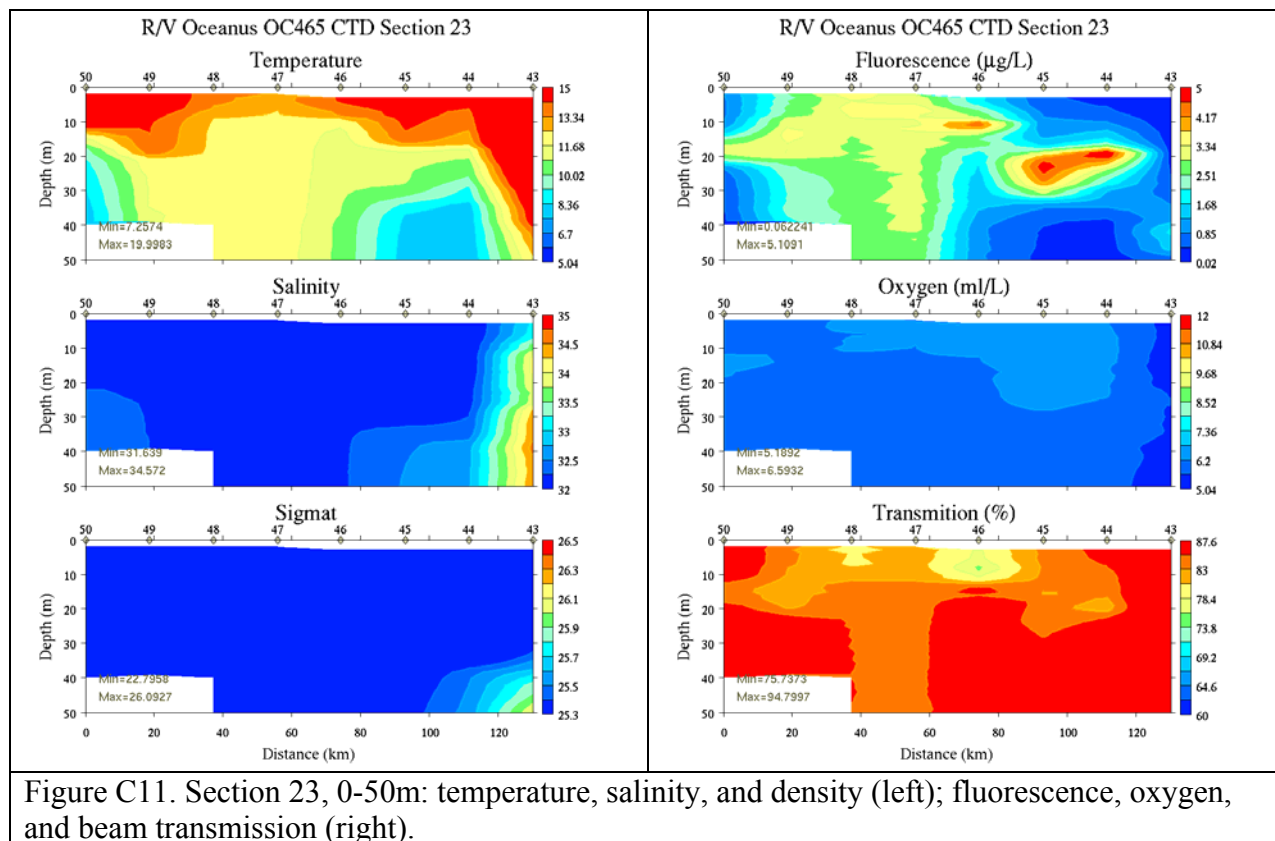 R/V Oceanus OC465 CTD Section 23
Temperature
50 49 48 47 46 45 44 43
0
10
20
30
40
50
Depth (m)
Min=7.2574
Max=19.9983
15
13.34
11.68
10.02
8.36
6.7
5.04
Salinity
50 49 48 47 46 45 44 43
0
10
20
30
40
50
Depth (m)
Min=31.639
Max=34.572
35
34.5
34
33.5
33
32.5
32
Sigmat
50 49 48 47 46 45 44 43
0
10
20
30
40
50
Depth (m)
Min=22.7958
Max=26.0927
26.5
26.3
26.1
25.9
25.7
25.5
25.3
0 20 40 60 80 100 120
Distance (km)
R/V Oceanus OC465 CTD Section 23
Fluorescence (µg/L)
50 49 48 47 46 45 44 43
0
10
20
30
40
50
Depth (m)
Min=0.062241
Max=5.1091
5
4.17
3.34
2.51
1.68
0.85
0.02
Oxygen (ml/L)
50 49 48 47 46 45 44 43
0
10
20
30
40
50
Depth (m)
Min=5.1892
Max=6.5932
12
10.84
9.68
8.52
7.36
6.2
5.04
Transmition (%)
50 49 48 47 46 45 44 43
0
10
20
30
40
50
Depth (m)
Min=75.7373
Max=94.7997
87.6
83
78.4
73.8
69.2
64.6
60
0 20 40 60 80 100 120
Distance (km)
Figure C11. Section 23, 0-50m: temperature, salinity, and density (left); fluorescence, oxygen,
and beam transmission (right).